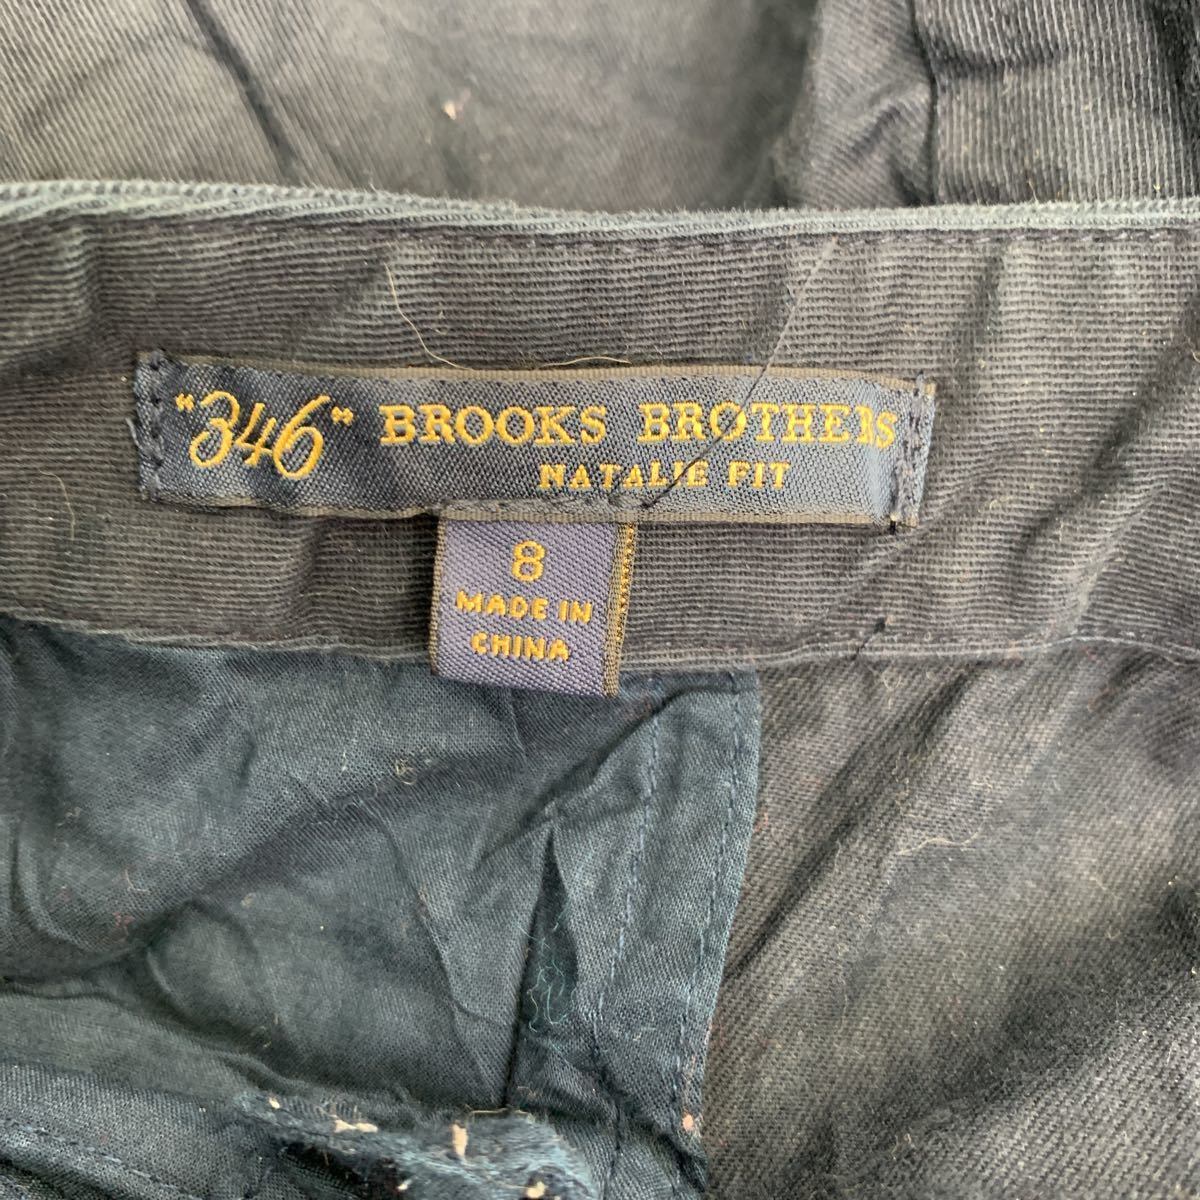 "346" BROOKS BROTHERS
NATALIE FIT
8
MADE IN
CHINA